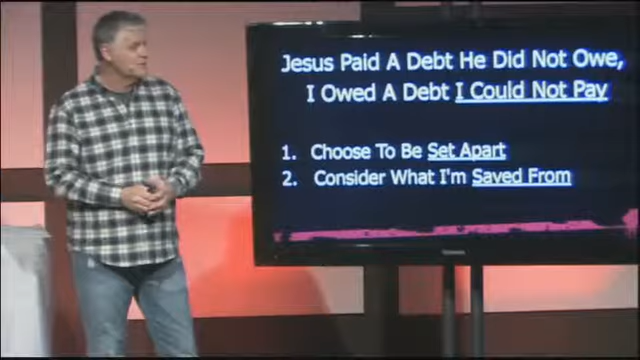 Jesus Paid A Debt He Did Not Owe,
I Owed A Debt I Could Not Pay
1. Choose To Be Set Apart
2. Consider What I'm Saved From